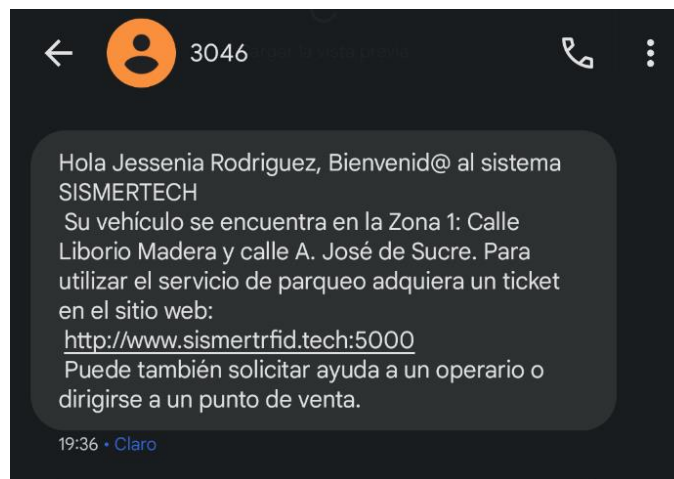 3046
Hola Jessenia Rodriguez, Bienvenid@ al sistema
SISMERTECH
Su vehículo se encuentra en la Zona 1: Calle
Liborio Madera y calle A. José de Sucre. Para
utilizar el servicio de parqueo adquiera un ticket
en el sitio web:
http://www.sismertrfid.tech:5000
Puede también solicitar ayuda a un operario o
dirigirse a un punto de venta.
19:36 • Claro